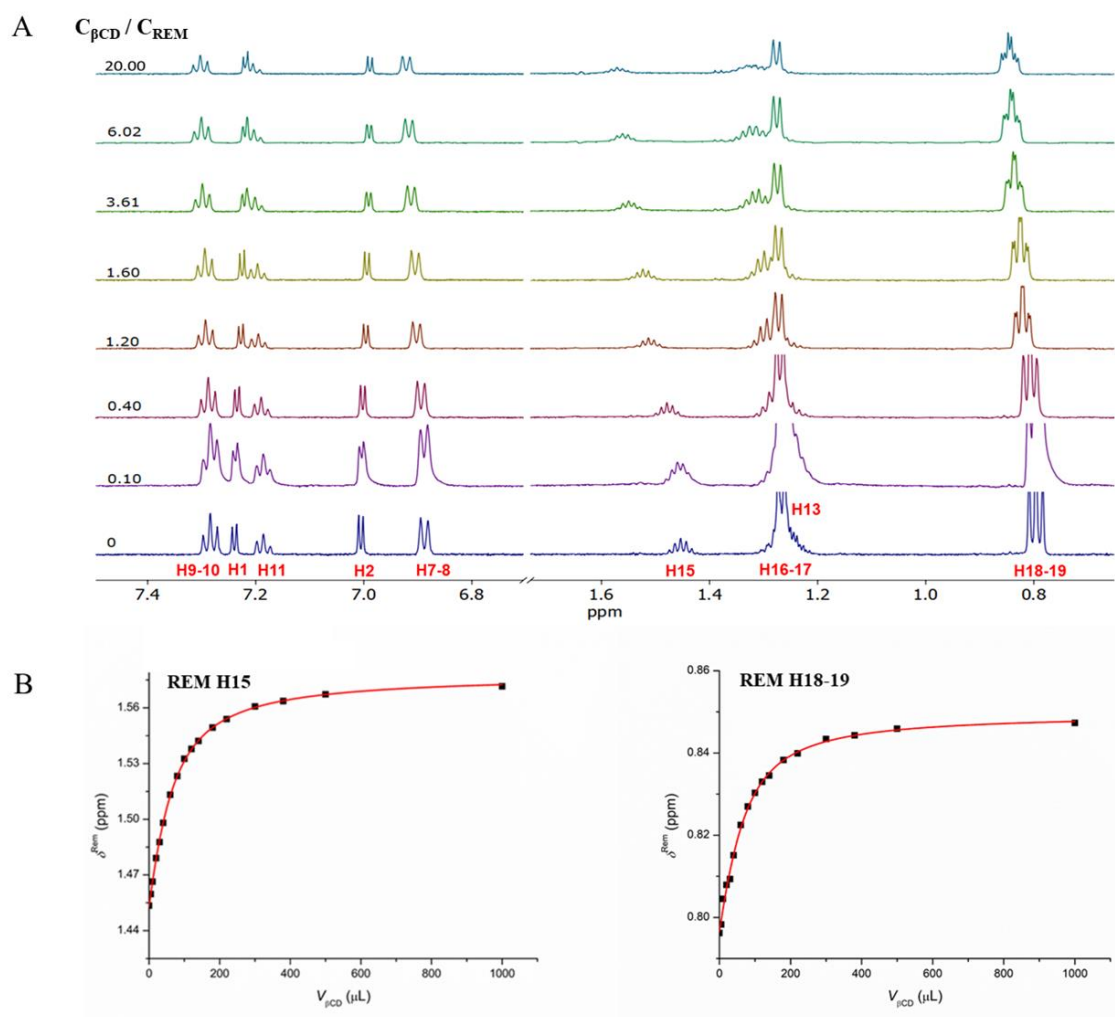 A
CβCD / CREM
20.00
6.02
3.61
1.60
1.20
0.40
0.10
0
H13
H9-10 H1 H11 H2 H7-8 H15 H16-17 H18-19
7.4 7.2 7.0 6.8 1.6 1.4 1.2 1.0 0.8
ppm
B
REM H15
1.56
1.53
1.50
1.47
1.44
δRem (ppm)
0 200 400 600 800 1000
VβCD (µL)
REM H18-19
0.86
0.84
0.82
0.80
δRem (ppm)
0 200 400 600 800 1000
VβCD (µL)